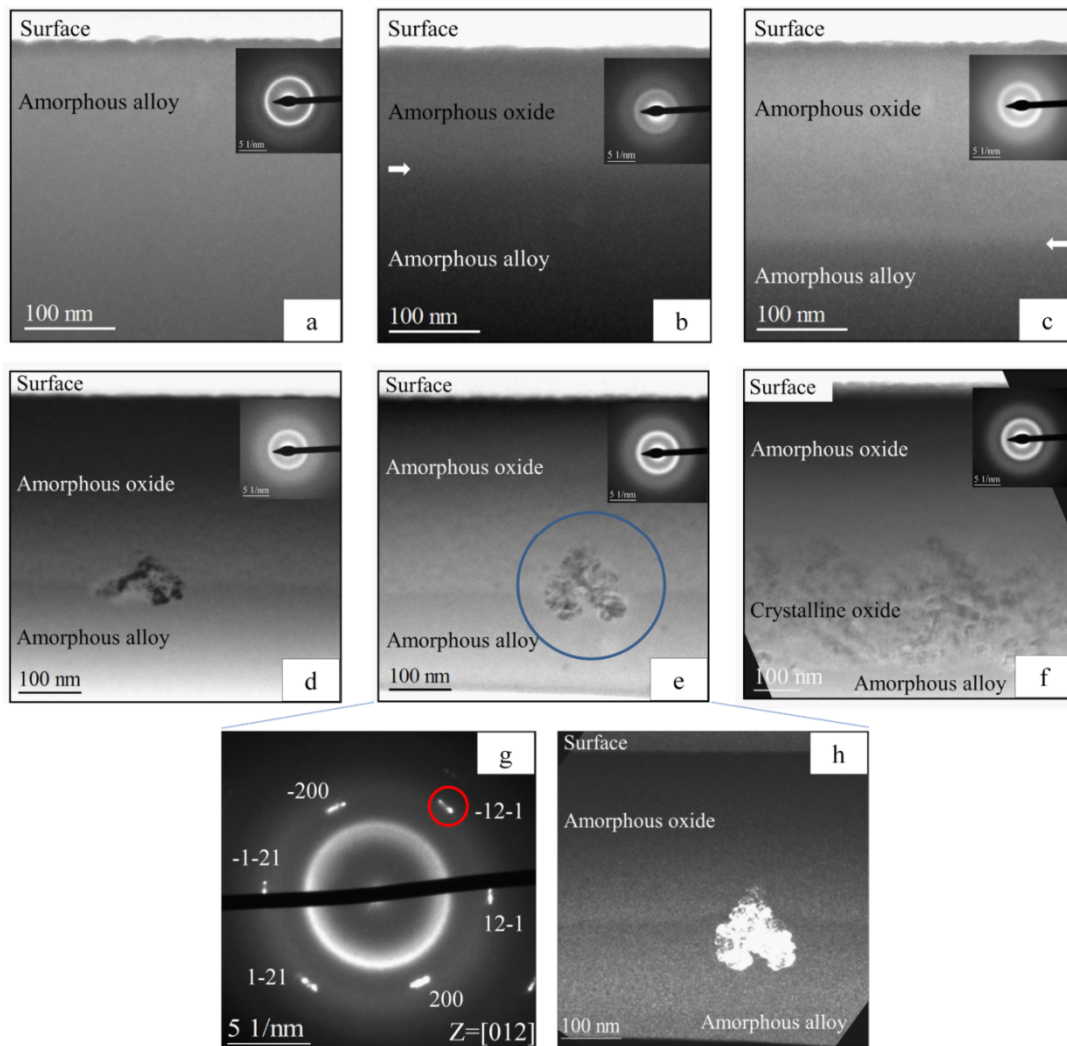 Surface
Amorphous alloy
5 1/nm
100 nm
a
Surface
Amorphous oxide
5 1/nm
Amorphous alloy
100 nm
b
Surface
Amorphous oxide
5 1/nm
Amorphous alloy
100 nm
c
Surface
5 1/nm
Amorphous oxide
Amorphous alloy
100 nm
d
Surface
Amorphous oxide
5 1/nm
Amorphous alloy
100 nm
e
Surface
Amorphous oxide
5 1/nm
Crystalline oxide
100 nm
Amorphous alloy
f
g
-200
-12-1
-1-21
12-1
1-21
200
5 1/nm
Z=[012]
Surface
h
Amorphous oxide
Amorphous alloy
100 nm